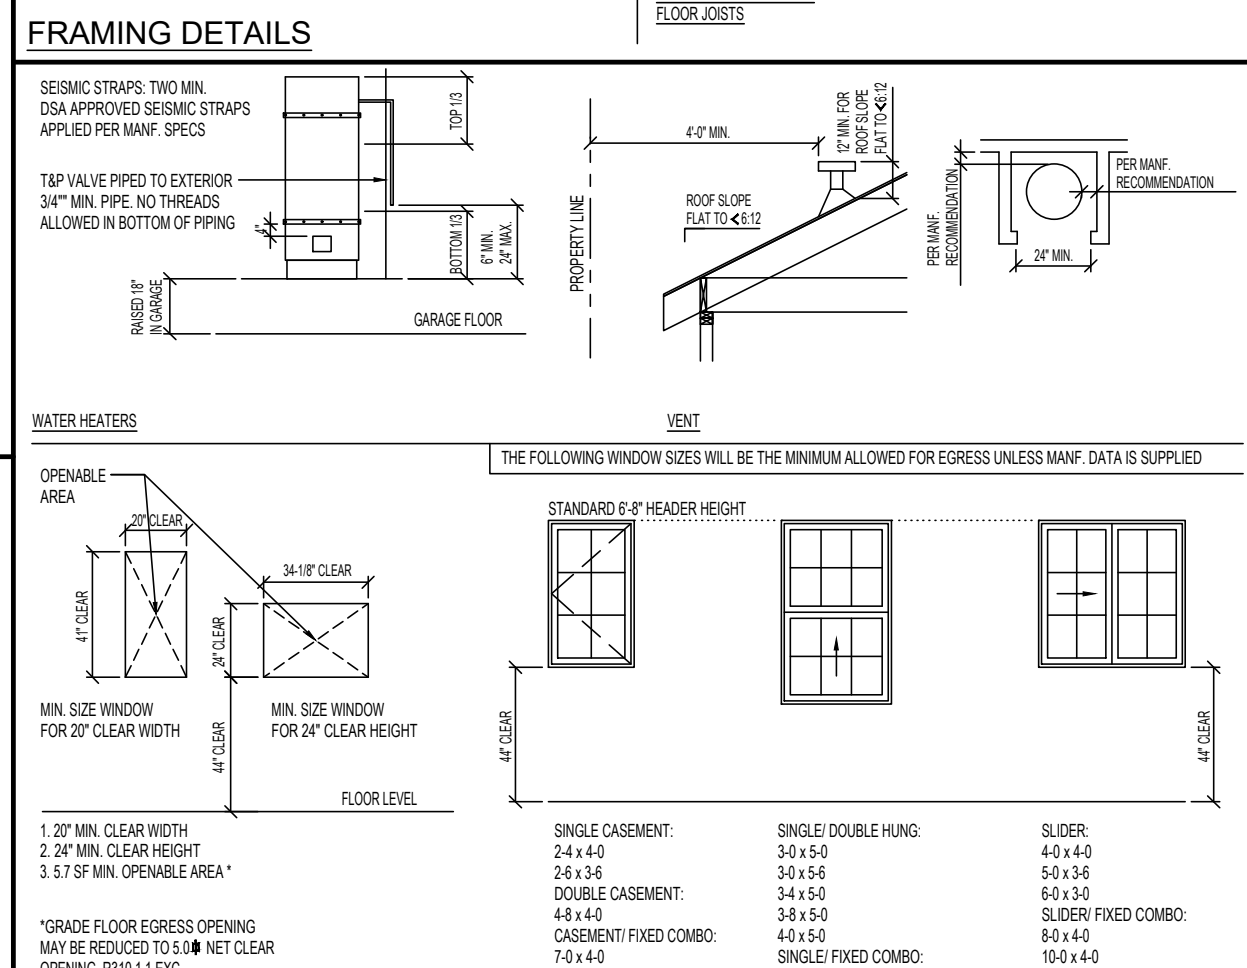 FLOOR JOISTS
FRAMING DETAILS
SEISMIC STRAPS: TWO MIN.
DSA APPROVED SEISMIC STRAPS
APPLIED PER MANF. SPECS
T&P VALVE PIPED TO EXTERIOR
3/4"" MIN. PIPE. NO THREADS
ALLOWED IN BOTTOM OF PIPING
4"
TOP 1/3
BOTTOM 1/3
6" MIN.
24" MAX.
RAISED 18"
IN GARAGE
GARAGE FLOOR
WATER HEATERS
PROPERTY LINE
4'-0" MIN.
12" MIN. FOR
ROOF SLOPE
FLAT TO <6:12
ROOF SLOPE
FLAT TO <6:12
PER MANF.
RECOMMENDATION
PER MANF.
RECOMMENDATION
24" MIN.
VENT
THE FOLLOWING WINDOW SIZES WILL BE THE MINIMUM ALLOWED FOR EGRESS UNLESS MANF. DATA IS SUPPLIED
OPENABLE
AREA
20" CLEAR
41" CLEAR
34-1/8" CLEAR
24" CLEAR
44" CLEAR
MIN. SIZE WINDOW
FOR 20" CLEAR WIDTH
MIN. SIZE WINDOW
FOR 24" CLEAR HEIGHT
FLOOR LEVEL
1. 20" MIN. CLEAR WIDTH
2. 24" MIN. CLEAR HEIGHT
3. 5.7 SF MIN. OPENABLE AREA *
*GRADE FLOOR EGRESS OPENING
MAY BE REDUCED TO 5.0 NET CLEAR
OPENING. R310.1.1 EXC.
STANDARD 6'-8" HEADER HEIGHT
44" CLEAR
44" CLEAR
SINGLE CASEMENT:
2-4 x 4-0
2-6 x 3-6
DOUBLE CASEMENT:
4-8 x 4-0
CASEMENT/ FIXED COMBO:
7-0 x 4-0
SINGLE/ DOUBLE HUNG:
3-0 x 5-0
3-0 x 5-6
3-4 x 5-0
3-8 x 5-0
4-0 x 5-0
SINGLE/ FIXED COMBO:
SLIDER:
4-0 x 4-0
5-0 x 3-6
6-0 x 3-0
SLIDER/ FIXED COMBO:
8-0 x 4-0
10-0 x 4-0